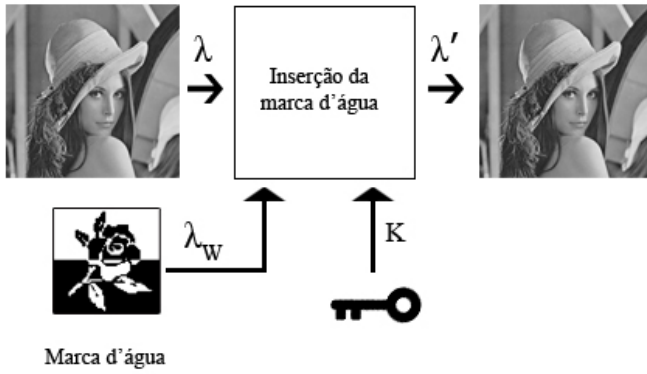 λ
λ′
Inserção da
marca d'água
λW
K
Marca d'água